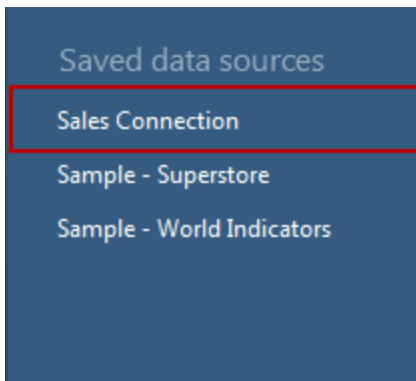 Saved data sources
Sales Connection
Sample - Superstore
Sample - World Indicators